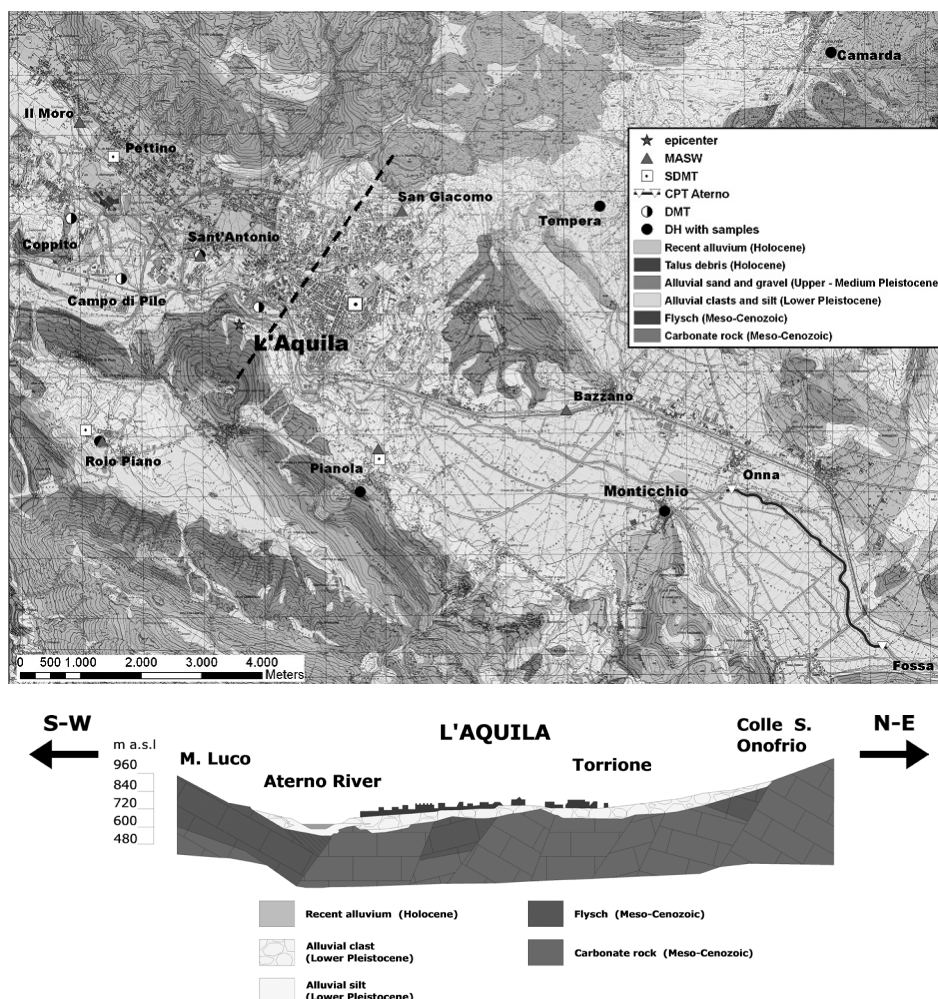 Camarda
Il Moro
Pettino
San Giacomo
Tempera
Sant'Antonio
Coppito
Campo di Pile
L'Aquila
Bazzano
Roio Piano
Pianola
Onna
Monticchio
Fossa
epicenter
MASW
SDMT
CPT Aterno
DMT
DH with samples
Recent alluvium (Holocene)
Talus debris (Holocene)
Alluvial sand and gravel (Upper - Medium Pleistocene
Alluvial clasts and silt (Lower Pleistocene)
Flysch (Meso-Cenozoic)
Carbonate rock (Meso-Cenozoic)
0 500 1.000 2.000 3.000 4.000
Meters
S-W
L'AQUILA
Colle S.
Onofrio
N-E
m a.s.l
960
840
720
600
480
M. Luco
Aterno River
Torrione
Recent alluvium (Holocene)
Flysch (Meso-Cenozoic)
Alluvial clast
(Lower Pleistocene)
Carbonate rock (Meso-Cenozoic)
Alluvial silt
(Lower Pleistocene)